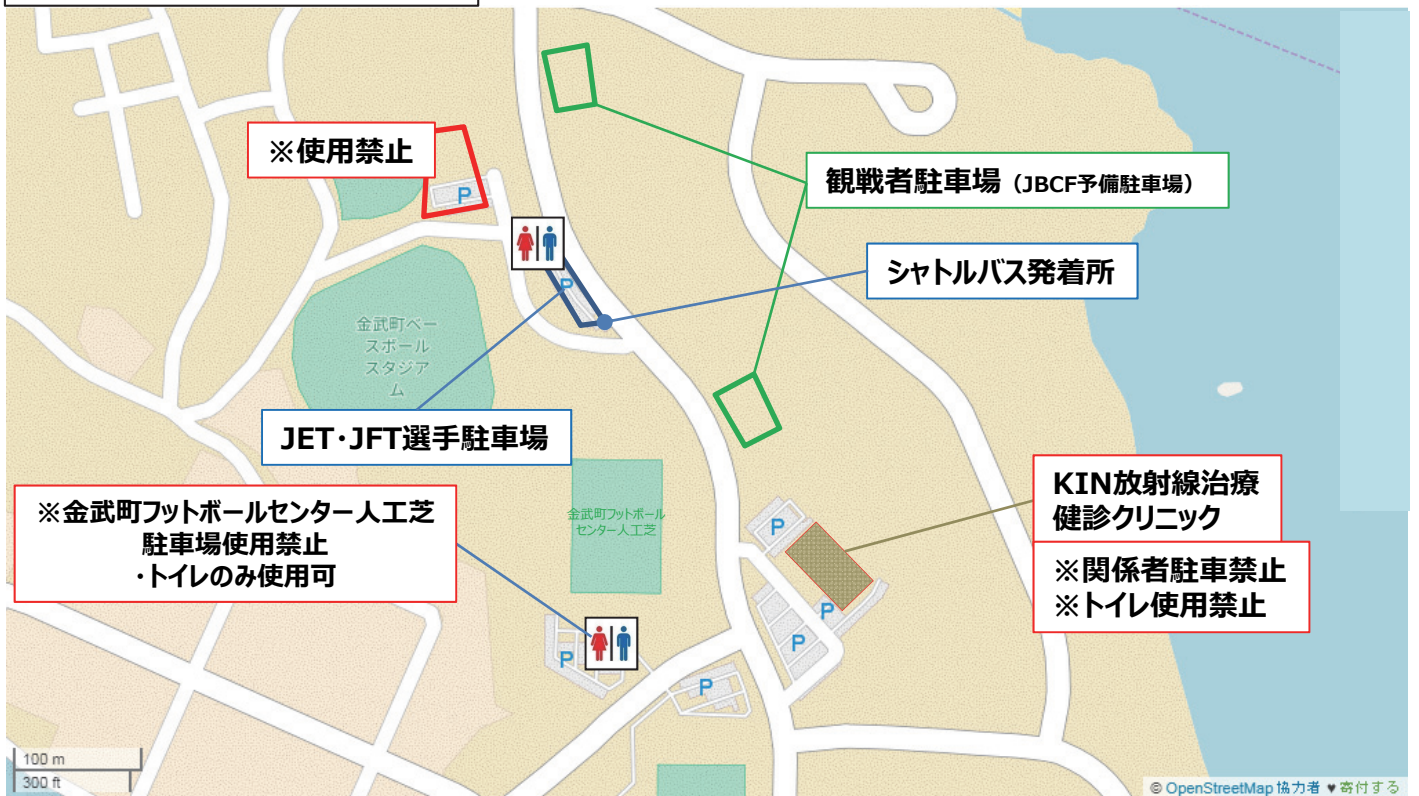 ※使用禁止
P
観戦者駐車場（JBCF予備駐車場）
シャトルバス発着所
P
金武町ベー
スボール
スタジア
ム
JET・JFT選手駐車場
※金武町フットボールセンター人工芝
駐車場使用禁止
・トイレのみ使用可
金武町フットボール
センター人工芝
KIN放射線治療
健診クリニック
※関係者駐車禁止
※トイレ使用禁止
P
P
P
P
P
100 m
300 ft
© OpenStreetMap 協力者 ♥ 寄付する